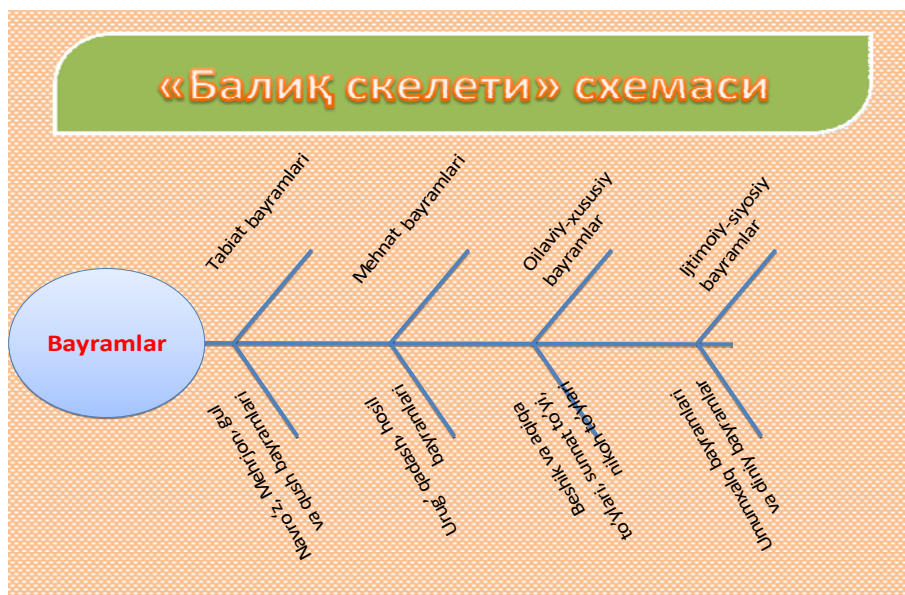 «Балиқ скелети» схемаси
Tabiat bayramlari
Mehnat bayramlari
Oilaviy-xususiy
bayramlar
Ijtimoiy-siyosiy
bayramlar
Bayramlar
Navro‘z, Mehrjon, gul
va qush bayramlari
Urug‘ qadash, hosil
bayramlari
Beshik va aqiqa
to‘ylari, sunnat to‘yi,
nikoh to‘ylari
Umumxalq bayramlari
va diniy bayramlar